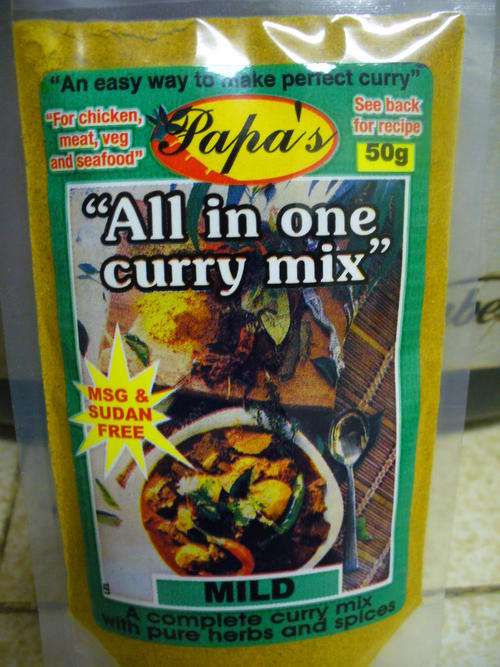 "An easy way to make perfect curry"
"For chicken,
meat, veg
and seafood"
Papa's
See back
for recipe
50g
"All in one
curry mix"
MSG &
SUDAN
FREE
MILD
A complete curry mix
with pure herbs and spices